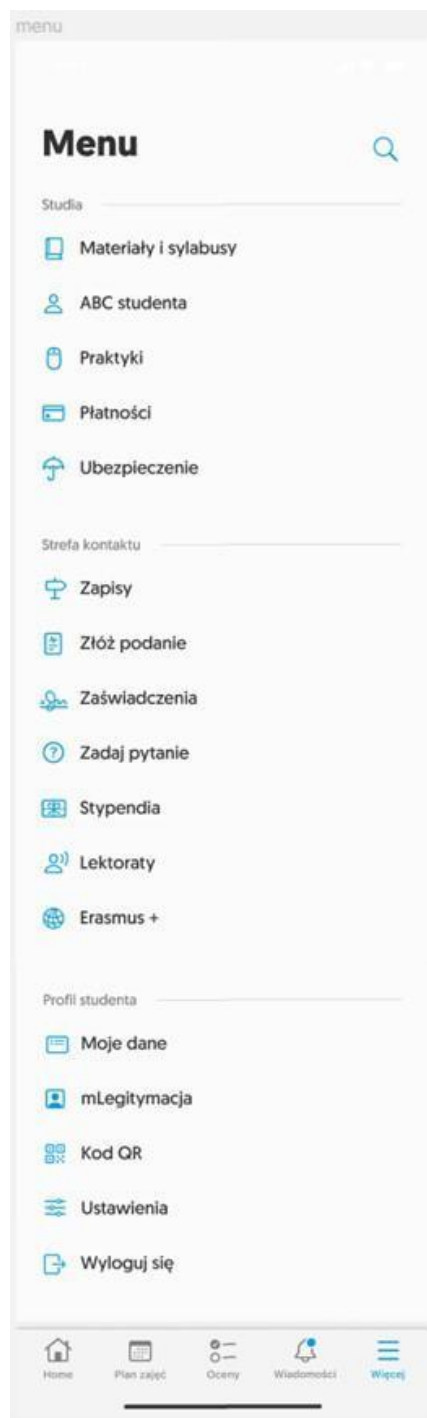 menu
Menu
Studia
Materiały i sylabusy
ABC studenta
Praktyki
Płatności
Ubezpieczenie
Strefa kontaktu
Zapisy
Złóż podanie
Zaświadczenia
Zadaj pytanie
Stypendia
Lektoraty
Erasmus +
Profil studenta
Moje dane
mLegitymacja
Kod QR
Ustawienia
Wyloguj się
Home Plan zajęć Oceny Wiadomości Więcej